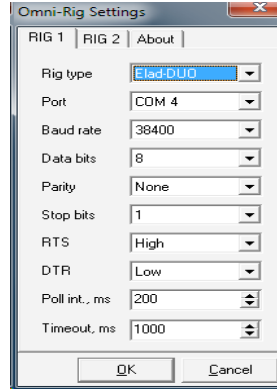 Omni-Rig Settings
RIG 1 RIG 2 About
Rig type Elad-DUO
Port COM 4
Baud rate 38400
Data bits 8
Parity None
Stop bits 1
RTS High
DTR Low
Poll int., ms 200
Timeout, ms 1000
OK Cancel